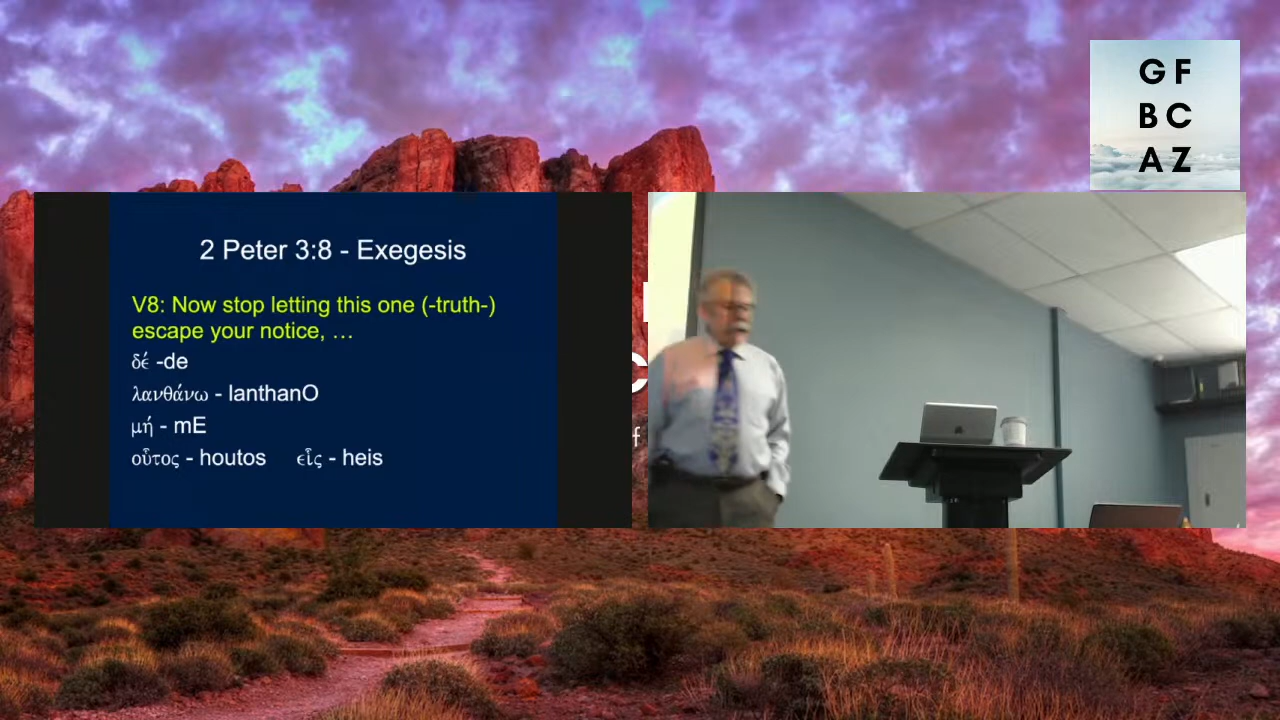 G F
B C
A Z
2 Peter 3:8 - Exegesis
V8: Now stop letting this one (-truth-)
escape your notice, …
δέ -de
λανθάνω - lanthanO
μή - mE
οὗτος - houtos εἷς - heis